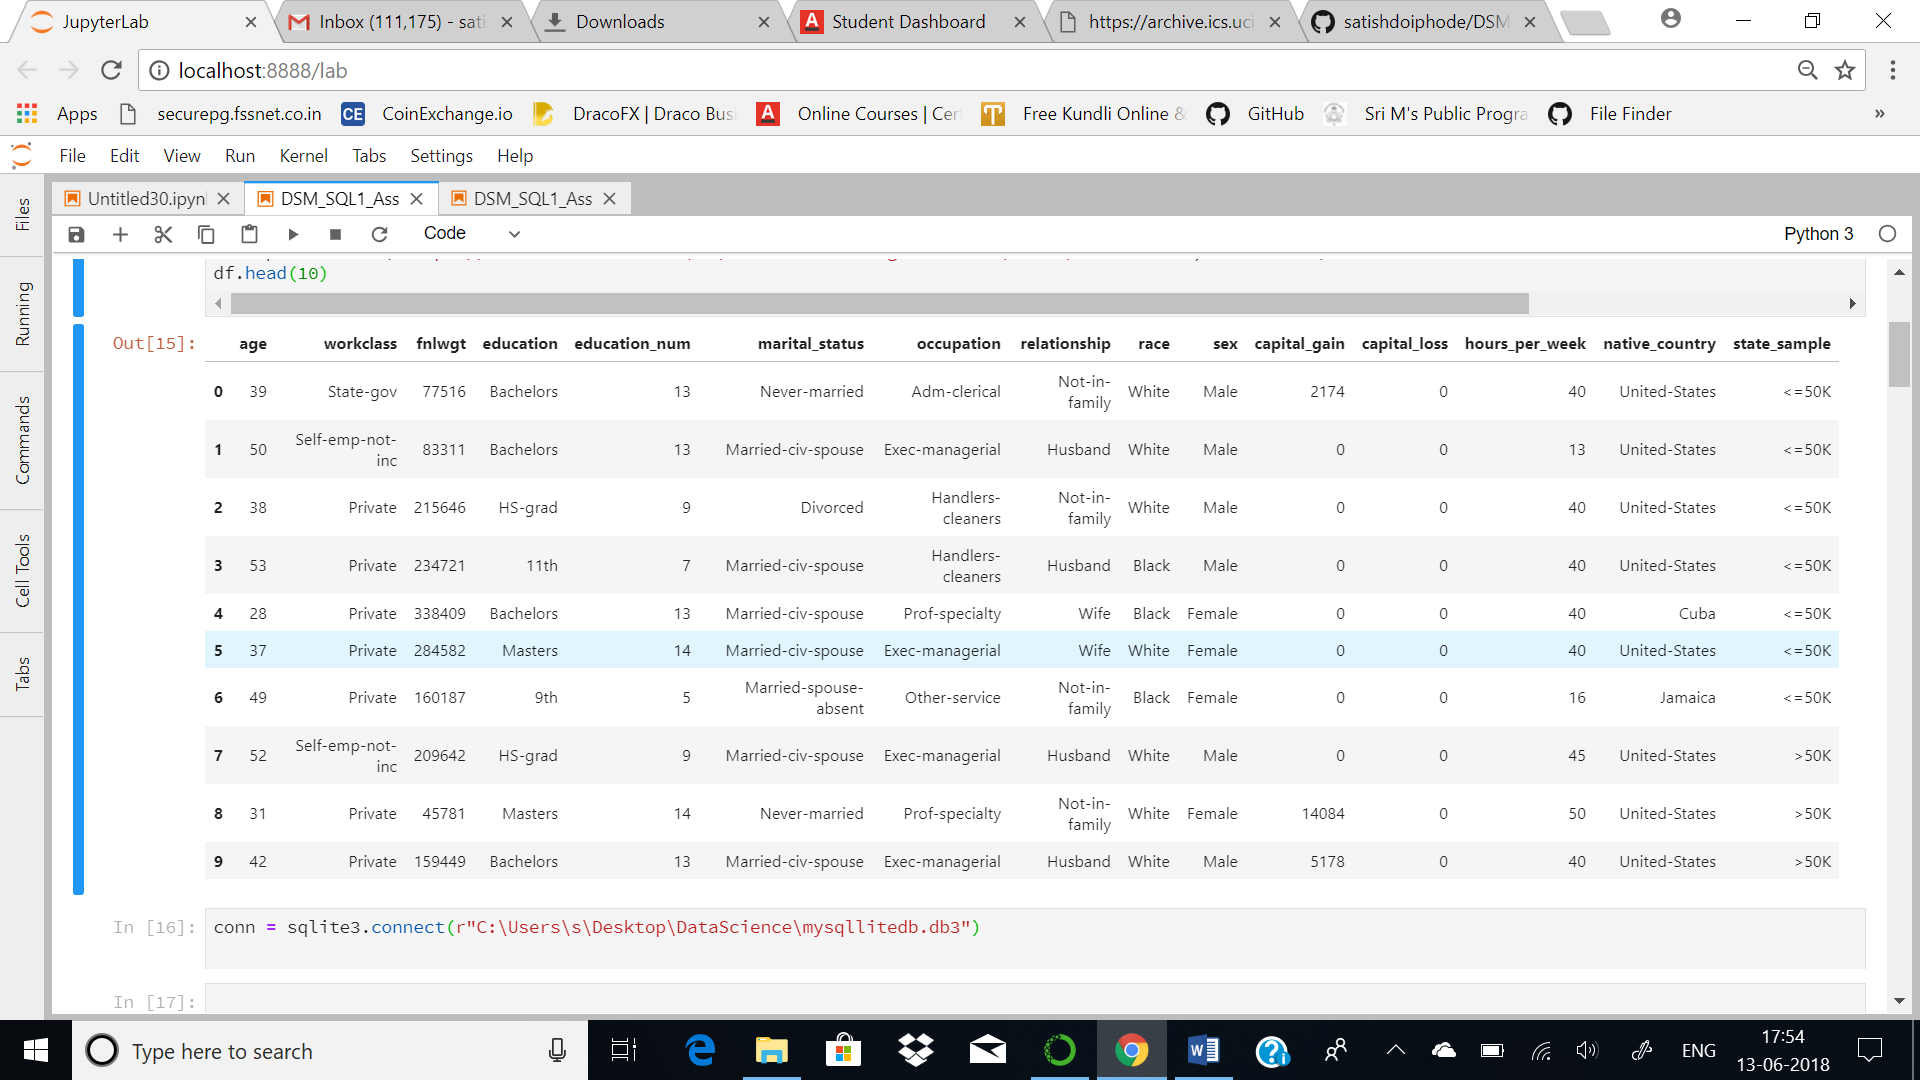 JupyterLab
Inbox (111,175) - sati
Downloads
Student Dashboard
https://archive.ics.uci
satishdoiphode/DSM
localhost:8888/lab
Apps securepg.fssnet.co.in CE CoinExchange.io DracoFX | Draco Busi A Online Courses | Cert Free Kundli Online & GitHub Sri M's Public Progra File Finder »
File Edit View Run Kernel Tabs Settings Help
Untitled30.ipynb DSM_SQL1_Ass DSM_SQL1_Ass
Code Python 3
Files
Running
Commands
Cell Tools
Tabs
df.head(10)
Out[15]: age workclass fnlwgt education education_num marital_status occupation relationship race sex capital_gain capital_loss hours_per_week native_country state_sample
0 39 State-gov 77516 Bachelors 13 Never-married Adm-clerical Not-in-family White Male 2174 0 40 United-States <=50K
1 50 Self-emp-not-inc 83311 Bachelors 13 Married-civ-spouse Exec-managerial Husband White Male 0 0 13 United-States <=50K
2 38 Private 215646 HS-grad 9 Divorced Handlers-cleaners Not-in-family White Male 0 0 40 United-States <=50K
3 53 Private 234721 11th 7 Married-civ-spouse Handlers-cleaners Husband Black Male 0 0 40 United-States <=50K
4 28 Private 338409 Bachelors 13 Married-civ-spouse Prof-specialty Wife Black Female 0 0 40 Cuba <=50K
5 37 Private 284582 Masters 14 Married-civ-spouse Exec-managerial Wife White Female 0 0 40 United-States <=50K
6 49 Private 160187 9th 5 Married-spouse-absent Other-service Not-in-family Black Female 0 0 16 Jamaica <=50K
7 52 Self-emp-not-inc 209642 HS-grad 9 Married-civ-spouse Exec-managerial Husband White Male 0 0 45 United-States >50K
8 31 Private 45781 Masters 14 Never-married Prof-specialty Not-in-family White Female 14084 0 50 United-States >50K
9 42 Private 159449 Bachelors 13 Married-civ-spouse Exec-managerial Husband White Male 5178 0 40 United-States >50K
In [16]: conn = sqlite3.connect(r"C:\Users\s\Desktop\DataScience\mysqllitedb.db3")
In [17]:
Type here to search
ENG
17:54
13-06-2018